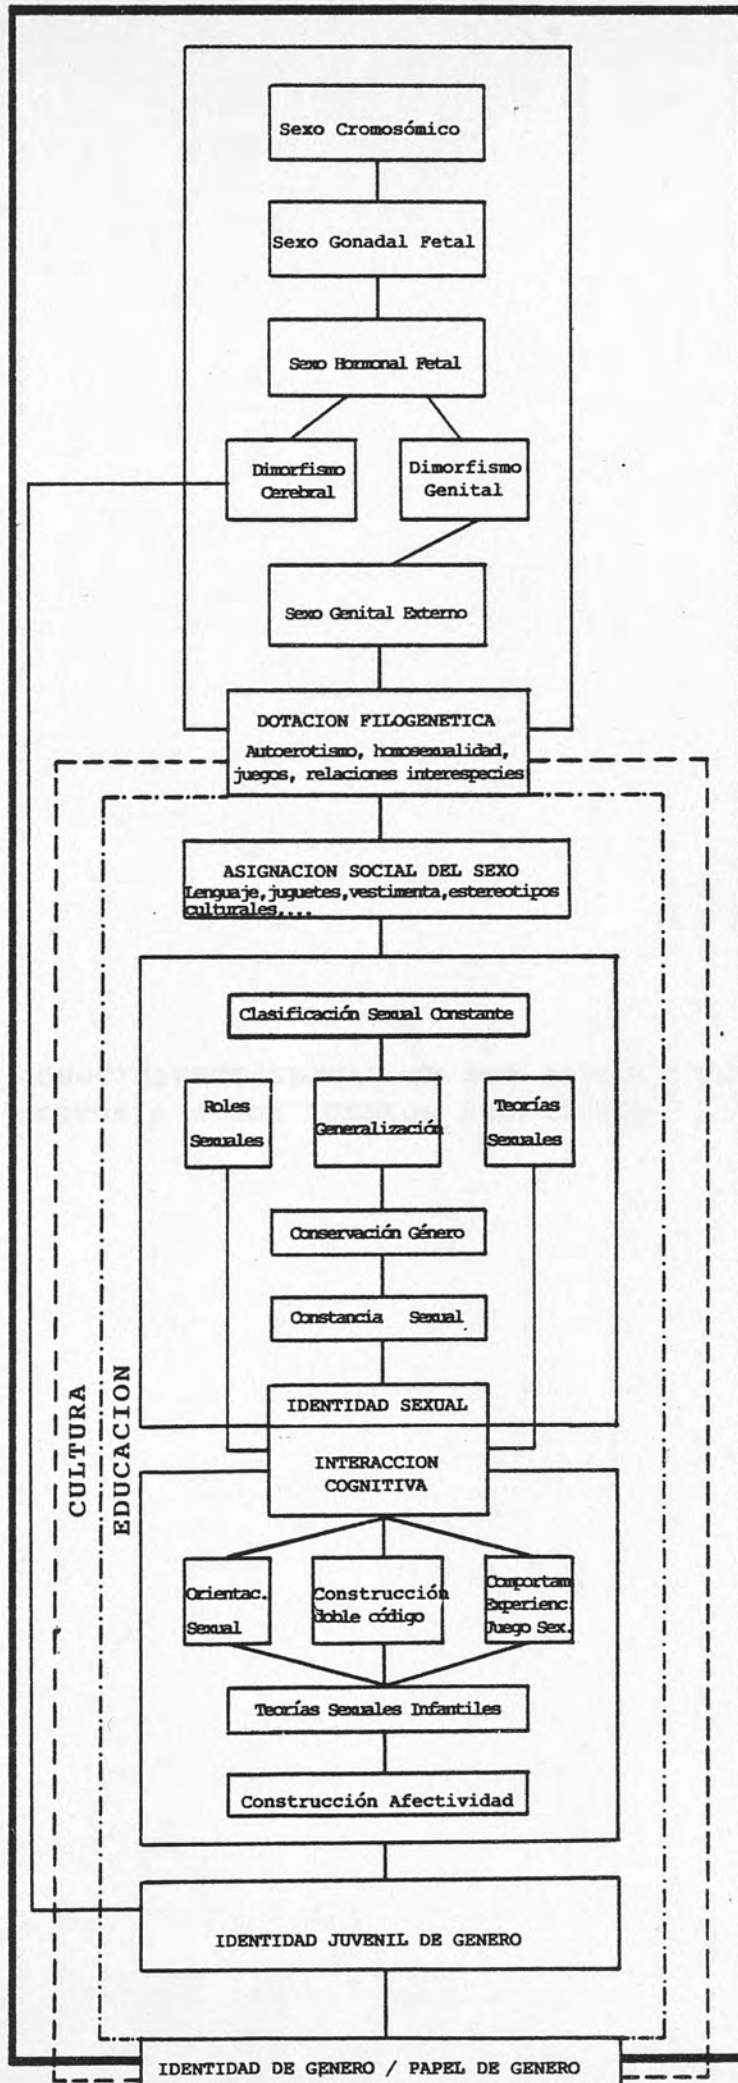 Sexo Cromosómico
Sexo Gonadal Fetal
Sexo Hormonal Fetal
Dimorfismo
Cerebral
Dimorfismo
Genital
Sexo Genital Externo
DOTACION FILOGENETICA
Autoerotismo, homosexualidad,
juegos, relaciones interespecies
ASIGNACION SOCIAL DEL SEXO
Lenguaje,juguetes,vestimenta,estereotipos
culturales,...
Clasificación Sexual Constante
Roles
Sexuales
Generalización
Teorías
Sexuales
Conservación Género
Constancia Sexual
IDENTIDAD SEXUAL
INTERACCION
COGNITIVA
CULTURA
EDUCACION
Orientac.
Sexual
Construcción
doble código
Comportam.
Experienc.
Juego Sex.
Teorías Sexuales Infantiles
Construcción Afectividad
IDENTIDAD JUVENIL DE GENERO
IDENTIDAD DE GENERO / PAPEL DE GENERO